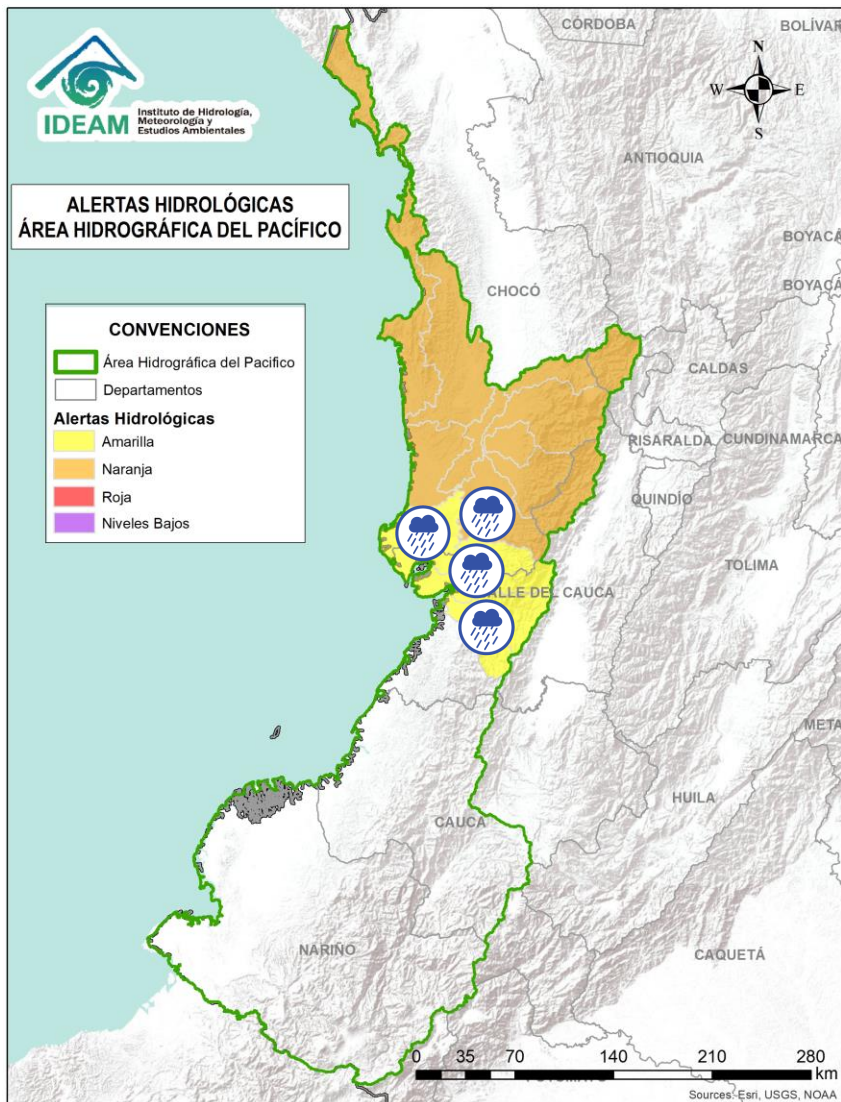 CÓRDOBA
BOLÍVAR
N
W E
S
IDEAM
Instituto de Hidrología,
Meteorología y
Estudios Ambientales
ANTIOQUIA
ALERTAS HIDROLÓGICAS
ÁREA HIDROGRÁFICA DEL PACÍFICO
BOYACÁ
BOYACÁ
CHOCÓ
CONVENCIONES
Área Hidrográfica del Pacifico
Departamentos
Alertas Hidrológicas
Amarilla
Naranja
Roja
Niveles Bajos
CALDAS
RISARALDA
CUNDINAMARCA
QUINDÍO
TOLIMA
ALLE DEL CAUCA
META
HUILA
CAUCA
NARIÑO
CAQUETÁ
0 35 70 140 210 280
km
Sources: Esri, USGS, NOAA